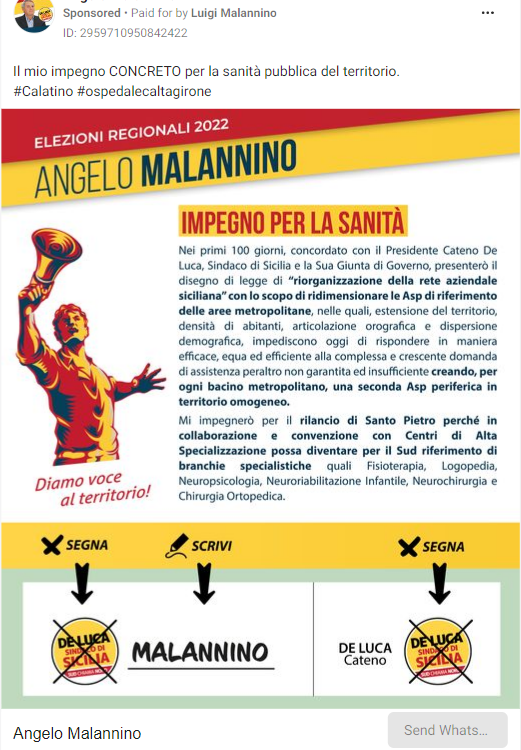 Sponsored • Paid for by Luigi Malannino
ID: 2959710950842422
Il mio impegno CONCRETO per la sanità pubblica del territorio.
#Calatino #ospedalecaltagirone
ELEZIONI REGIONALI 2022
ANGELO MALANNINO
IMPEGNO PER LA SANITÀ
Nei primi 100 giorni, concordato con il Presidente Cateno De
Luca, Sindaco di Sicilia e la Sua Giunta di Governo, presenterò il
disegno di legge di "riorganizzazione della rete aziendale
siciliana" con lo scopo di ridimensionare le Asp di riferimento
delle aree metropolitane, nelle quali, estensione del territorio,
densità di abitanti, articolazione orografica e dispersione
demografica, impediscono oggi di rispondere in maniera
efficace, equa ed efficiente alla complessa e crescente domanda
di assistenza peraltro non garantita ed insufficiente creando, per
ogni bacino metropolitano, una seconda Asp periferica in
territorio omogeneo.
Mi impegnerò per il rilancio di Santo Pietro perché in
collaborazione e convenzione con Centri di Alta
Specializzazione possa diventare per il Sud riferimento di
branchie specialistiche quali Fisioterapia, Logopedia,
Neuropsicologia, Neuroriabilitazione Infantile, Neurochirurgia e
Chirurgia Ortopedica.
Diamo voce
al territorio!
SEGNA
SCRIVI
SEGNA
DE LUCA
SINDACO DI
SICILIA
SUD CHIAMA NORD
MALANNINO
DE LUCA
Cateno
DE LUCA
SINDACO DI
SICILIA
SUD CHIAMA NORD
Angelo Malannino
Send Whats...